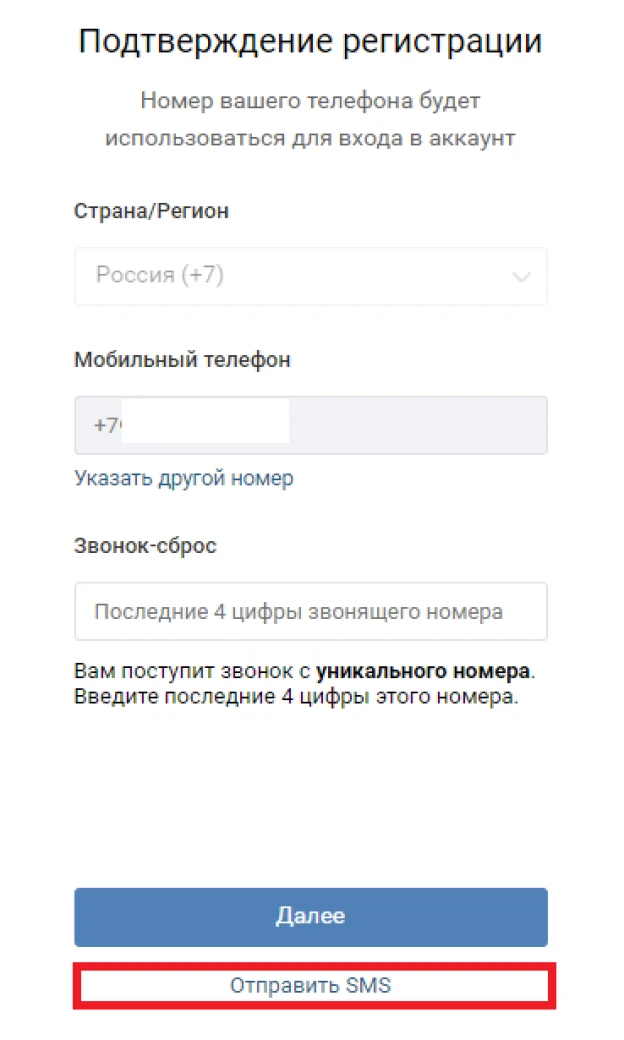 Подтверждение регистрации
Номер вашего телефона будет
использоваться для входа в аккаунт
Страна/Регион
Россия (+7)
Мобильный телефон
+7
Указать другой номер
Звонок-сброс
Последние 4 цифры звонящего номера
Вам поступит звонок с уникального номера.
Введите последние 4 цифры этого номера.
Далее
Отправить SMS